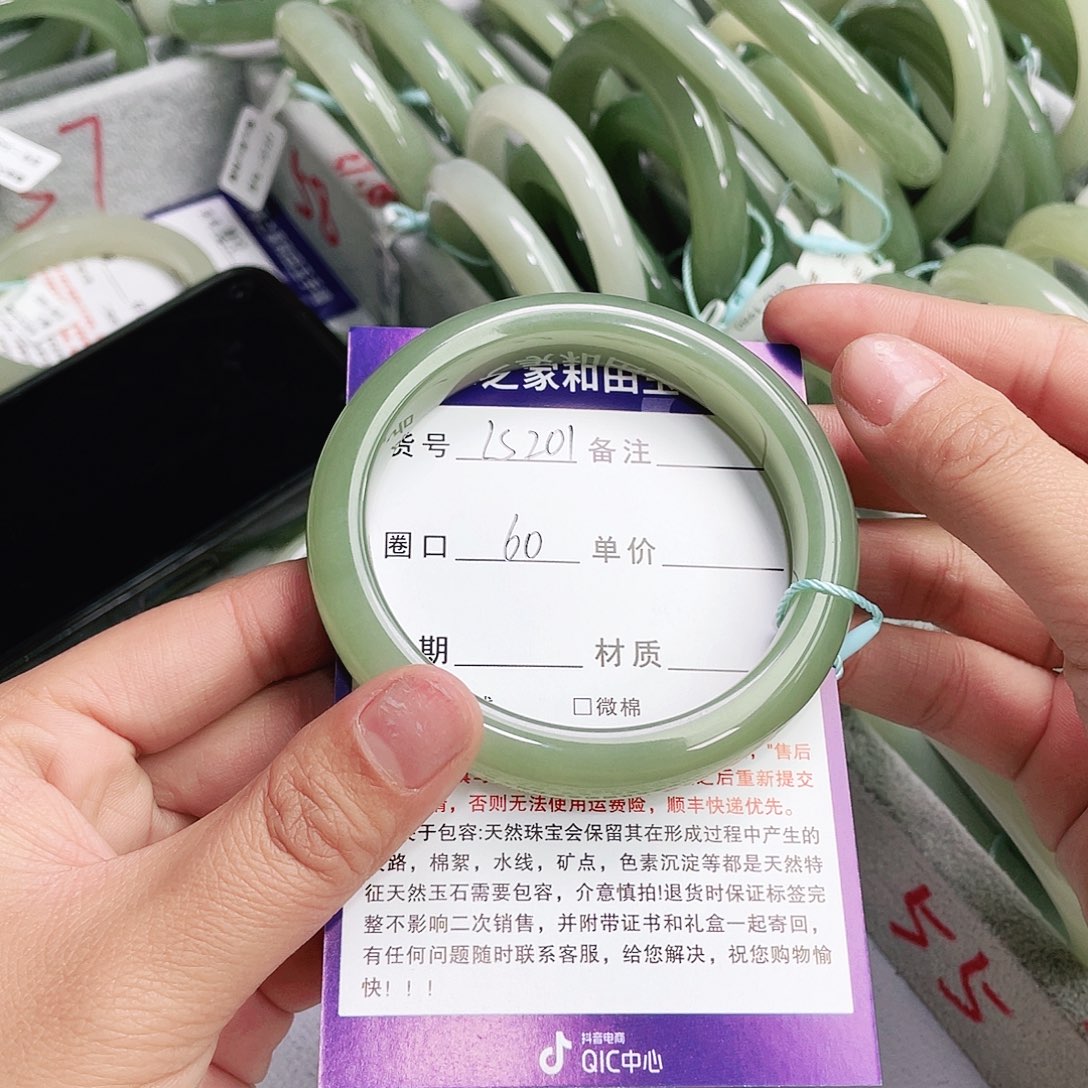 之家和田玉
货号 LS201 备注
圈口 60 单价
期 材质
□微棉
，"售后
之后重新提交
，否则无法使用运费险，顺丰快递优先。
于包容:天然珠宝会保留其在形成过程中产生的
路，棉絮，水线，矿点，色素沉淀等都是天然特
征天然玉石需要包容，介意慎拍!退货时保证标签完
整不影响二次销售，并附带证书和礼盒一起寄回，
有任何问题随时联系客服，给您解决，祝您购物愉
快！！！
抖音电商
QIC中心
57
55
55